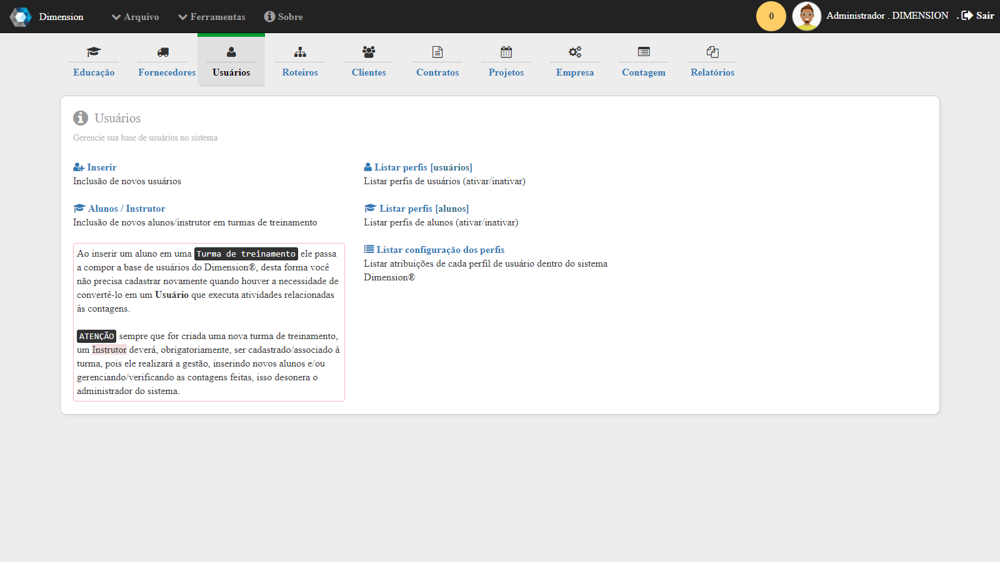 Dimension
Arquivo
Ferramentas
Sobre
0
Administrador . DIMENSION . Sair
Educação
Fornecedores
Usuários
Roteiros
Clientes
Contratos
Projetos
Empresa
Contagem
Relatórios
Usuários
Gerencie sua base de usuários no sistema
Inserir
Inclusão de novos usuários
Alunos / Instrutor
Inclusão de novos alunos/instrutor em turmas de treinamento
Ao inserir um aluno em uma Turma de treinamento ele passa
a compor a base de usuários do Dimension®, desta forma você
não precisa cadastrar novamente quando houver a necessidade de
convertê-lo em um Usuário que executa atividades relacionadas
às contagens.
ATENÇÃO sempre que for criada uma nova turma de treinamento,
um Instrutor deverá, obrigatoriamente, ser cadastrado/associado à
turma, pois ele realizará a gestão, inserindo novos alunos e/ou
gerenciando/verificando as contagens feitas, isso desonera o
administrador do sistema.
Listar perfis [usuários]
Listar perfis de usuários (ativar/inativar)
Listar perfis [alunos]
Listar perfis de alunos (ativar/inativar)
Listar configuração dos perfis
Listar atribuições de cada perfil de usuário dentro do sistema
Dimension®